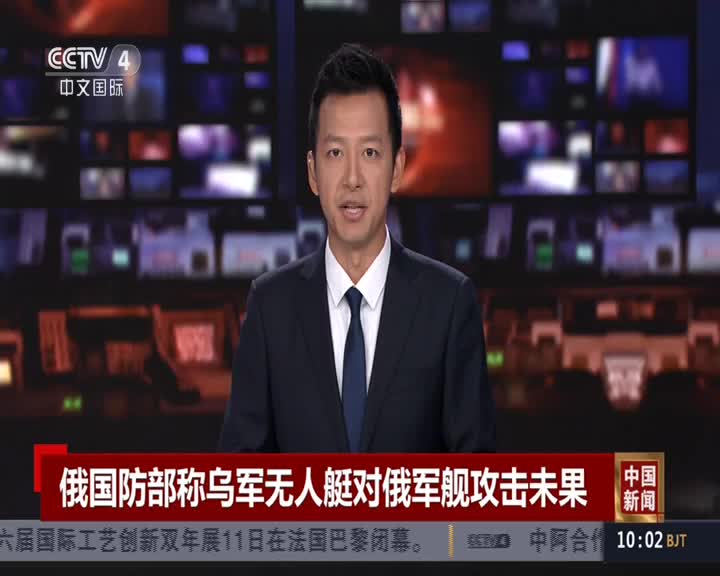 CCTV 4
中文国际
俄国防部称乌军无人艇对俄军舰攻击未果
中国
新闻
六届国际工艺创新双年展11日在法国巴黎闭幕。 CCTV 4 中阿合作
10:02 BJT